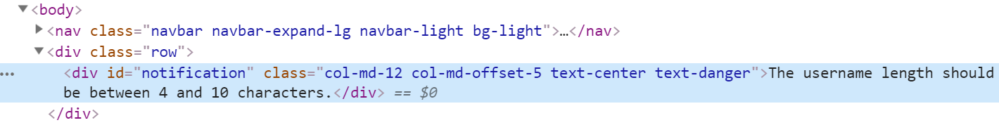 ▼<body>
▶<nav class="navbar navbar-expand-lg navbar-light bg-light">…</nav>
▼<div class="row">
<div id="notification" class="col-md-12 col-md-offset-5 text-center text-danger">The username length should
be between 4 and 10 characters.</div> == $0
</div>